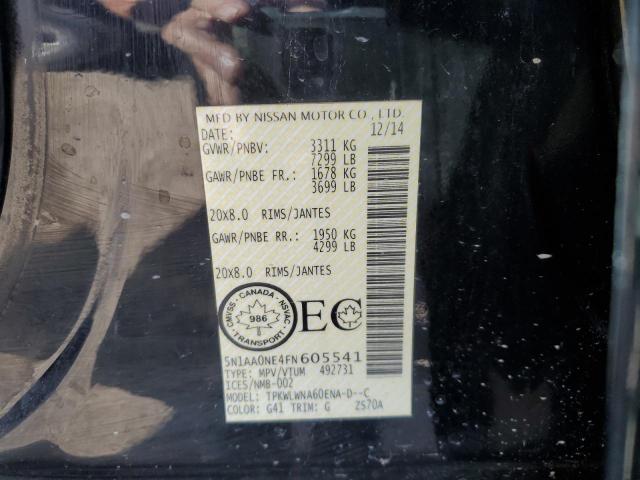 MFD BY NISSAN MOTOR CO., LTD.
DATE: 12/14
GVWR/PNBV: 3311 KG
7299 LB
GAWR/PNBE FR.: 1678 KG
3699 LB
20x8.0 RIMS/JANTES
GAWR/PNBE RR.: 1950 KG
4299 LB
20x8.0 RIMS/JANTES
CMVSS - CANADA - NSVAC
986
TRANSPORT
EC
5N1AA0NE4FN605541
TYPE: MPV/VTUM 492731
ICES/NMB-002
MODEL: TPKWLWNA60ENA-D--C
COLOR: G41 TRIM: G ZS70A